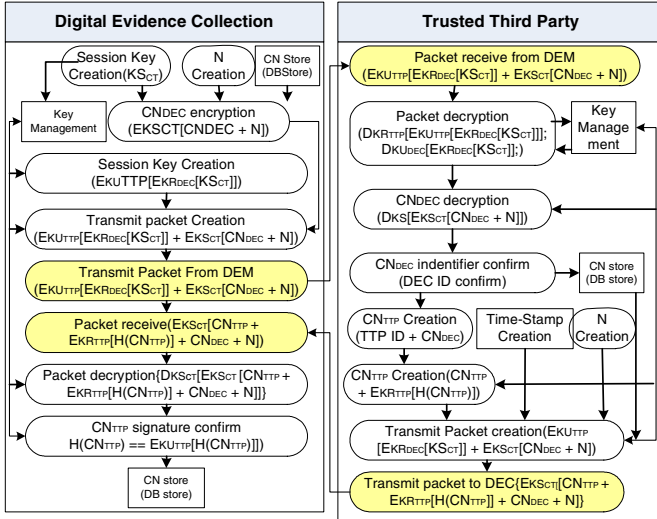 Digital Evidence Collection
Session Key
Creation(KSCT)
N
Creation
CN Store
(DBStore)
Key
Management
CNDEC encryption
(EKSCT[CNDEC + N])
Session Key Creation
(EKUTTP[EKRDEC[KSCT]])
Transmit packet Creation
(EKUTTP[EKRDEC[KSCT]] + EKSCT[CNDEC + N])
Transmit Packet From DEM
(EKUTTP[EKRDEC[KSCT]] + EKSCT[CNDEC + N])
Packet receive(EKSCT[CNTTP +
EKRTTP[H(CNTTP)] + CNDEC + N])
Packet decryption{DKSCT[EKSCT [CNTTP +
EKRTTP[H(CNTTP)] + CNDEC + N]]}
CNTTP signature confirm
H(CNTTP) == EKUTTP[H(CNTTP)]])
CN store
(DB store)
Trusted Third Party
Packet receive from DEM
(EKUTTP[EKRDEC[KSCT]] + EKSCT[CNDEC + N])
Packet decryption
(DKRTTP[EKUTTP[EKRDEC[KSCT]]];
DKUDEC[EKRDEC[KSCT]];)
Key
Manage
ment
CNDEC decryption
(DKS[EKSCT[CNDEC + N]])
CNDEC indentifier confirm
(DEC ID confirm)
CN store
(DB store)
CNTTP Creation
(TTP ID + CNDEC)
Time-Stamp
Creation
N
Creation
CNTTP Creation(CNTTP
+ EKRTTP[H(CNTTP)])
Transmit Packet creation(EKUTTP
[EKRDEC[KSCT]] + EKSCT[CNDEC + N])
Transmit packet to DEC{EKSCT[[CNTTP +
EKRTTP[H(CNTTP)]] + CNDEC + N]}